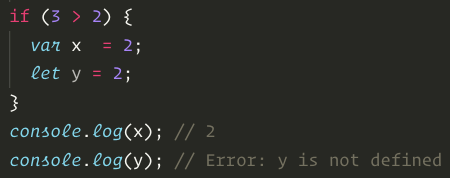 if (3 > 2) {
  var x  = 2;
  let y = 2;
}
console.log(x); // 2
console.log(y); // Error: y is not defined